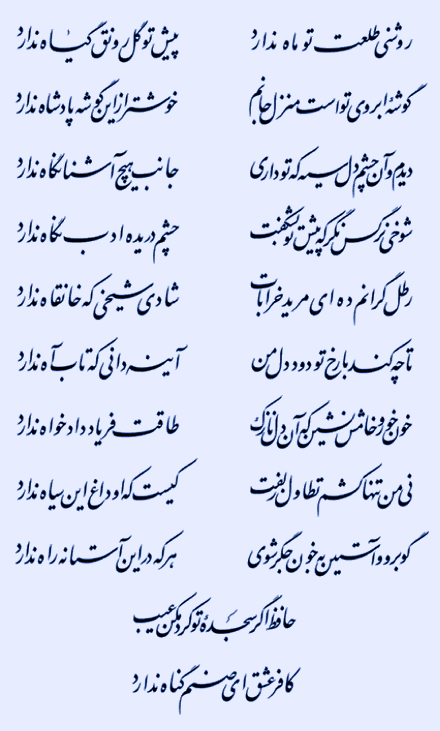 روشنی طلعت تو ماه ندارد
پیش تو گل رونق گیاه ندارد
گوشهٔ ابروی تو است منزل جانم
خوشتر از این گوشه پادشاه ندارد
دیدم و آن چشم دل سیه که تو داری
جانب هیچ آشنا نگاه ندارد
شوخی نرگس نگر که پیش تو بشکفت
چشم دریده ادب نگاه ندارد
رطل گرانم ده ای مرید خرابات
شادی شیخی که خانقاه ندارد
تا چه کند با رخ تو دود دل من
آینه دانی که تاب آه ندارد
خون خور و خامش نشین که آن دل نازک
طاقت فریاد دادخواه ندارد
نی من تنها کشم تطاول زلفت
کیست که او داغ این سیاه ندارد
گو برو و آستین به خون جگر شوی
هر که در این آستانه راه ندارد
حافظ اگر سجدهٔ تو کرد مکن عیب
کافر عشق ای صنم گناه ندارد